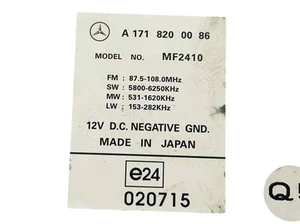 A 171 820 00 86
MODEL NO. MF2410
FM : 87.5-108.0MHz
SW : 5800-6250KHz
MW : 531-1620KHz
LW : 153-282KHz
12V D.C. NEGATIVE GND.
MADE IN JAPAN
e24
020715
Q